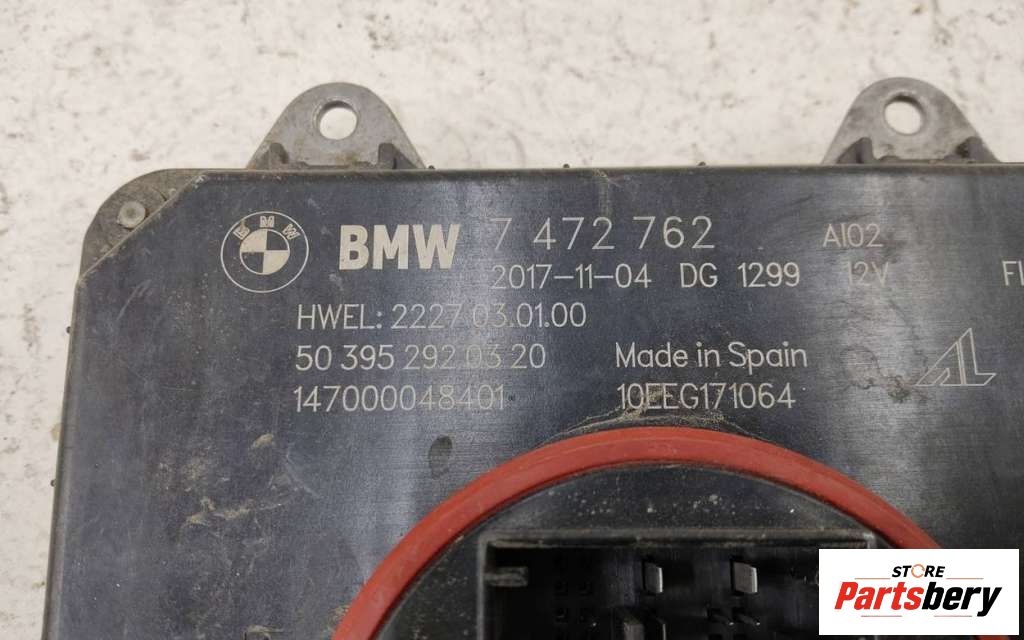 BMW BMW 7 472 762 AI02
2017-11-04 DG 1299 12V
HWEL: 2227.03.01.00
50 395 292 03 20 Made in Spain AL
147000048401 10EEG171064
STORE
Partsbery